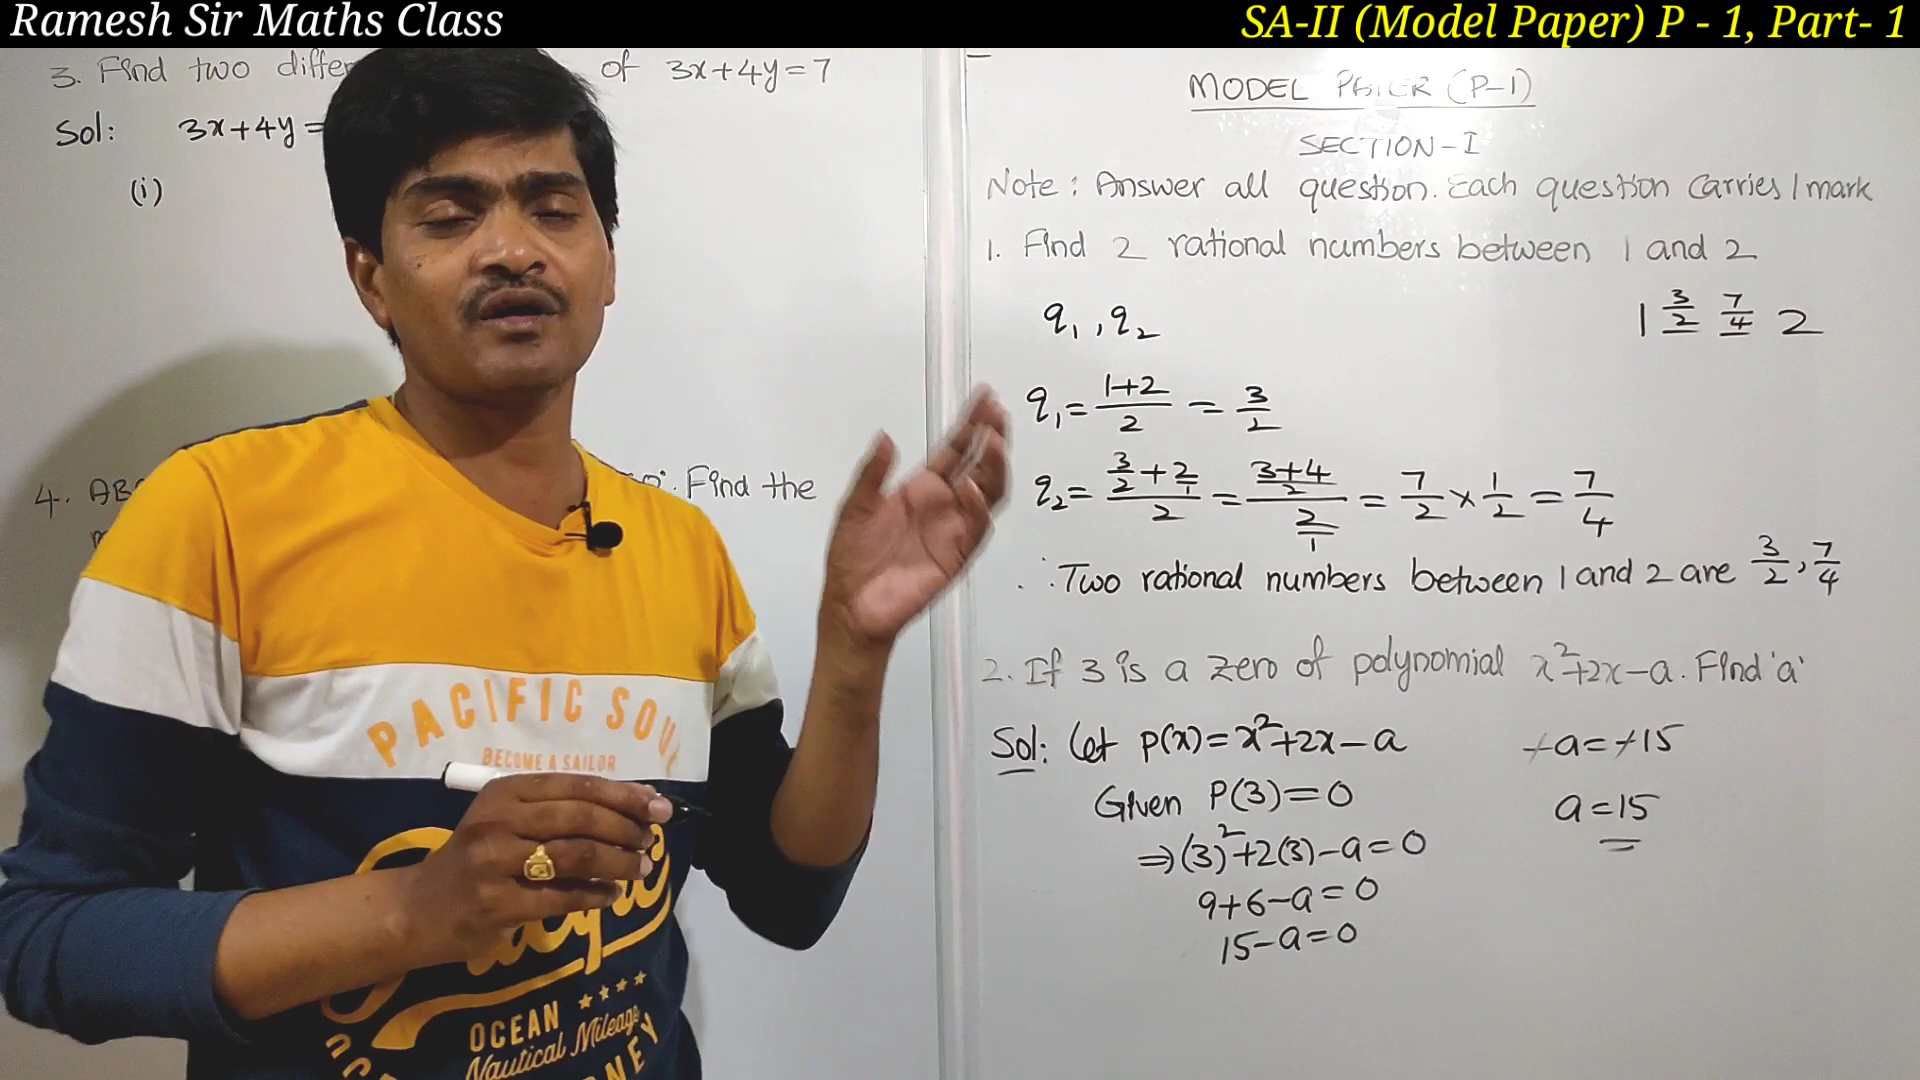 Ramesh Sir Maths Class
SA-II (Model Paper) P - 1, Part- 1
3. Find two of 3x+4y=7
Sol: 3x+4y=
(i)
4. Find the
MODEL PAPER (P-1)
SECTION-I
Note: Answer all question. Each question carries 1 mark
1. Find 2 rational numbers between 1 and 2
q₁, q₂
1 3/2 7/4 2
q₁ = (1+2)/2 = 3/2
q₂ = (3/2 + 2/1)/2 = ((3+4)/2)/(2/1) = 7/2 × 1/2 = 7/4
∴ Two rational numbers between 1 and 2 are 3/2, 7/4
2. If 3 is a zero of polynomial x²+2x-a. Find 'a'
Sol: Let p(x)=x²+2x-a
Given P(3)=0
⇒(3)²+2(3)-a=0
9+6-a=0
15-a=0
-a=-15
a=15
PACIFIC SOU
BECOME A SAILOR
OCEAN
Nautical Mileage